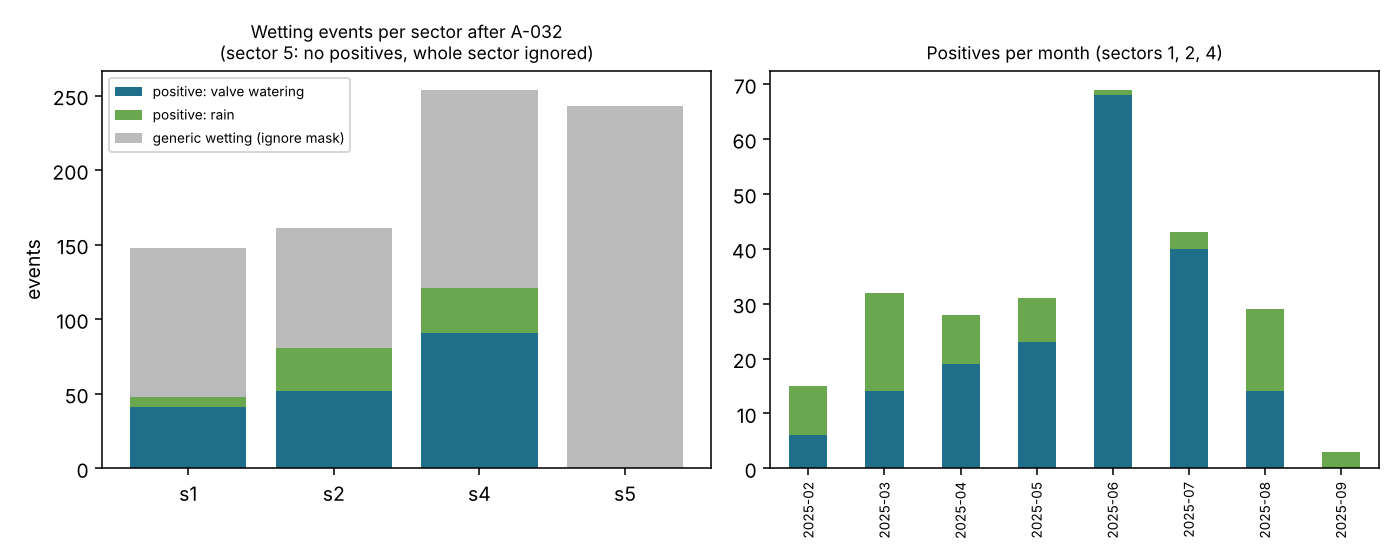 Wetting events per sector after A-032
(sector 5: no positives, whole sector ignored)
positive: valve watering
positive: rain
generic wetting (ignore mask)
events
250
200
150
100
50
0
s1
s2
s4
s5
Positives per month (sectors 1, 2, 4)
70
60
50
40
30
20
10
0
2025-02
2025-03
2025-04
2025-05
2025-06
2025-07
2025-08
2025-09